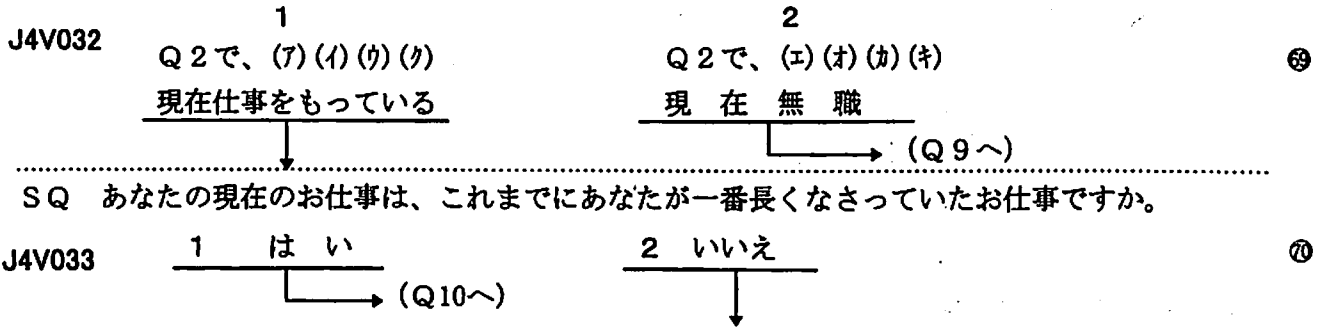 1 2
J4V032 Q2で、(ｱ)(ｲ)(ｳ)(ｸ) Q2で、(ｴ)(ｵ)(ｶ)(ｷ) 69
現在仕事をもっている 現 在 無 職
(Q9へ)
SQ あなたの現在のお仕事は、これまでにあなたが一番長くなさっていたお仕事ですか。
J4V033 1 は い 2 いいえ 70
(Q10へ)